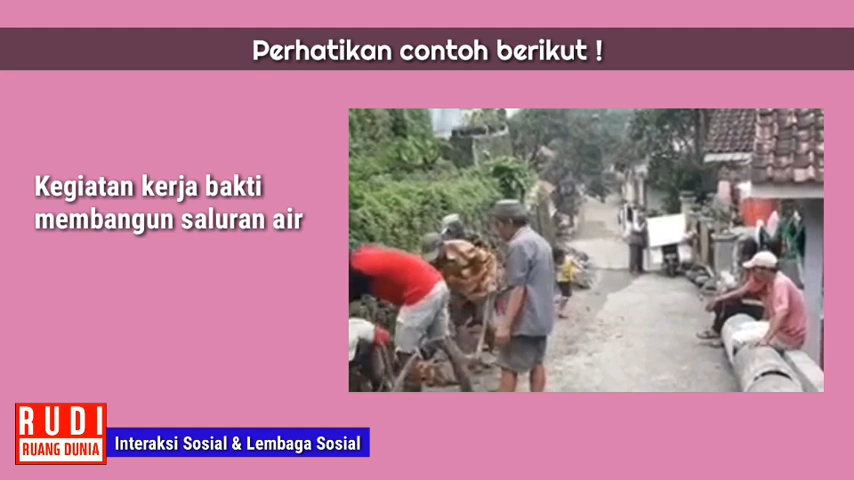 Perhatikan contoh berikut !
Kegiatan kerja bakti
membangun saluran air
RUDI
RUANG DUNIA
Interaksi Sosial & Lembaga Sosial